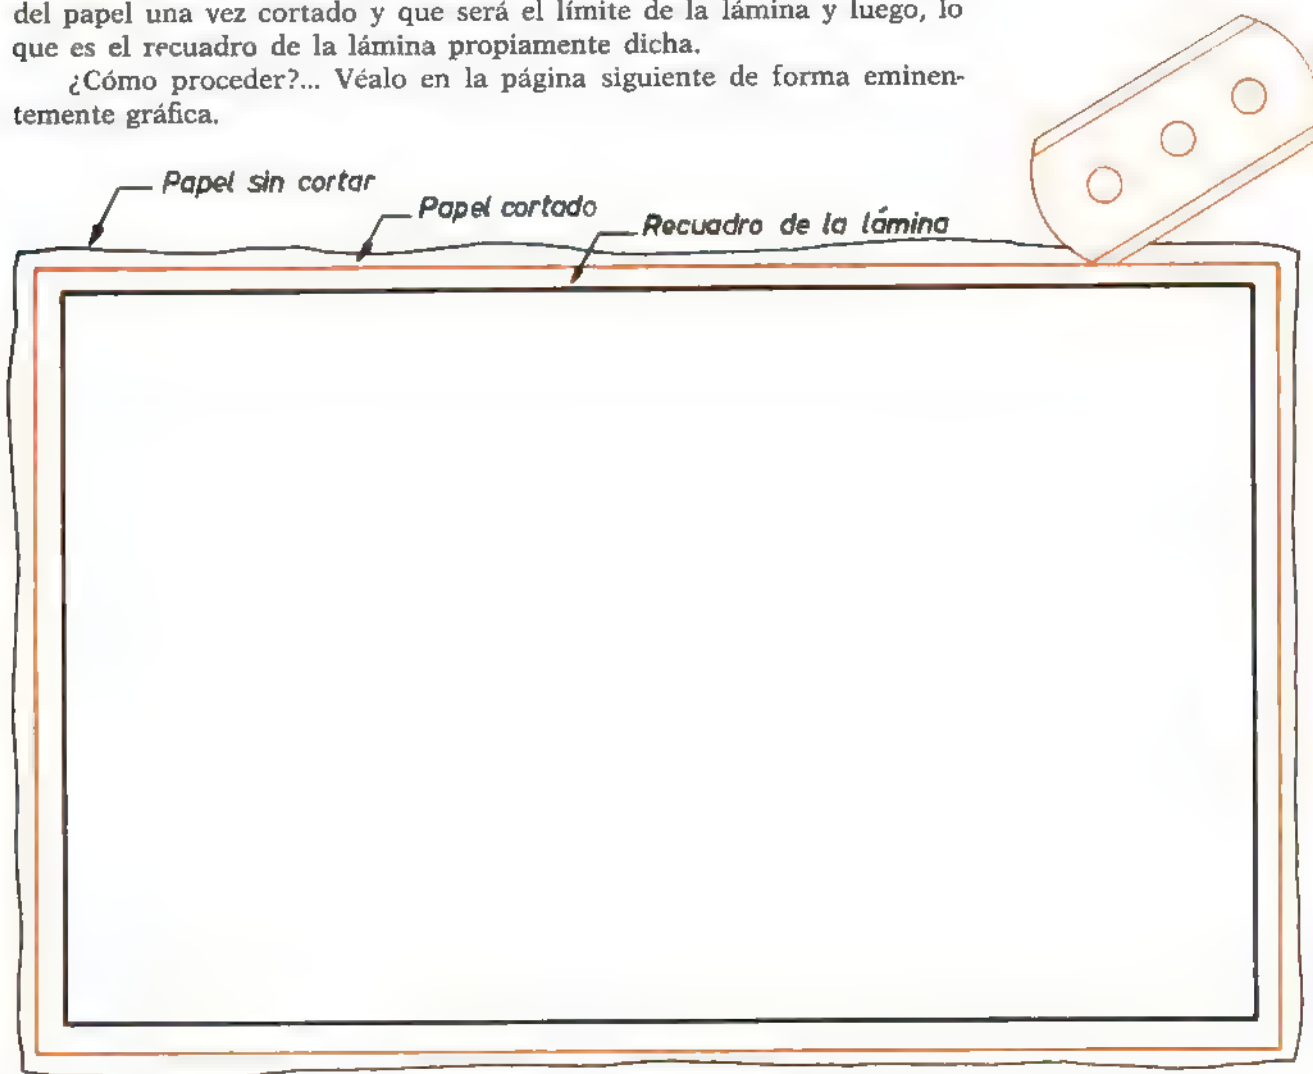 del papel una vez cortado y que será el límite de la lámina y luego, lo
que es el recuadro de la lámina propiamente dicha.
¿Cómo proceder?... Véalo en la página siguiente de forma eminen-
temente gráfica.
Papel sin cortar
Papel cortado
Recuadro de la lámina